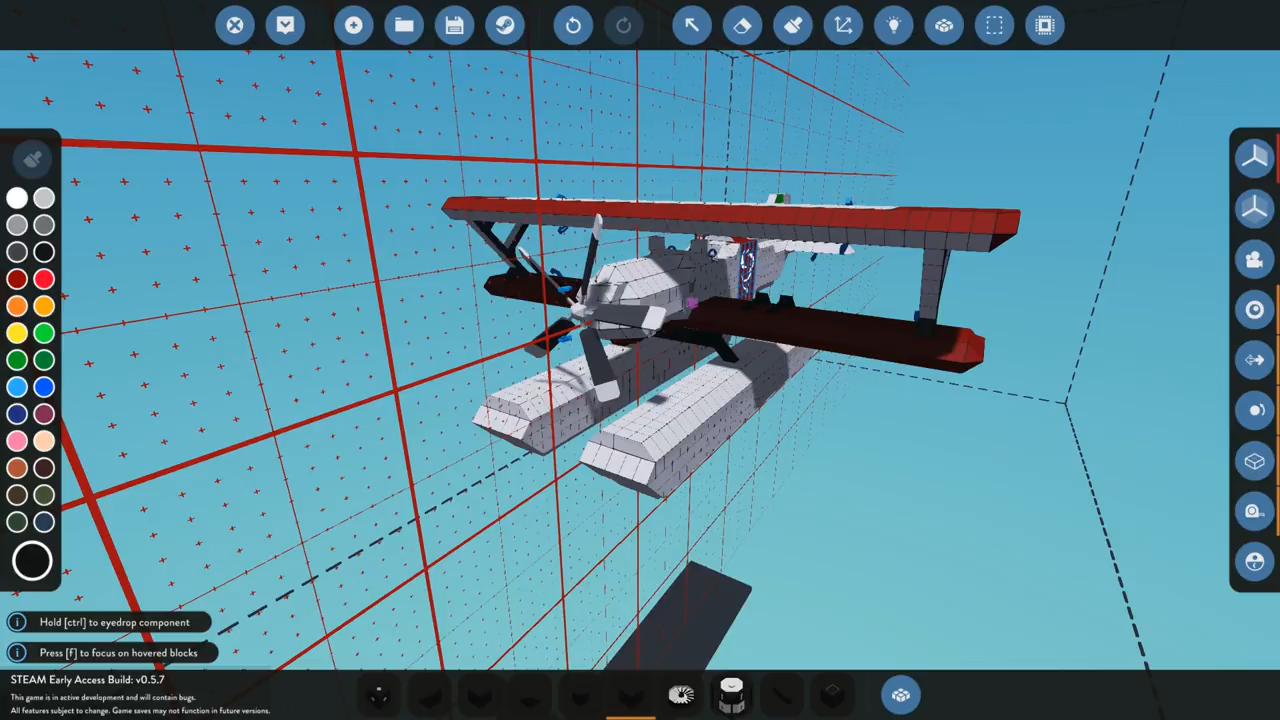 Hold [ctrl] to eyedrop component
Press [f] to focus on hovered blocks
STEAM Early Access Build: v0.5.7
This game is in active development and will contain bugs.
All features subject to change. Game saves may not function in future versions.